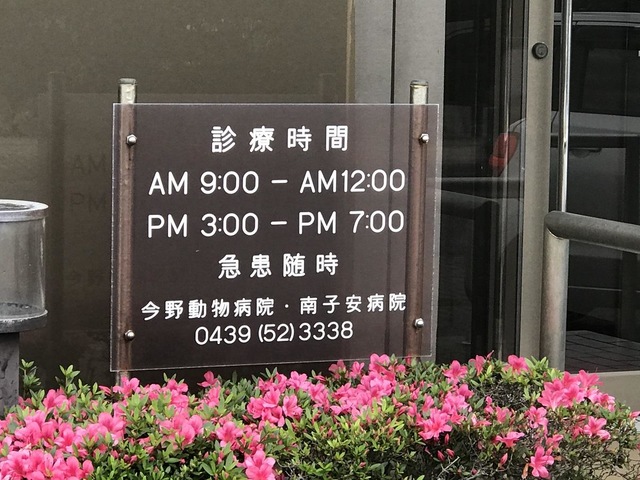 診療時間
AM 9:00 - AM12:00
PM 3:00 - PM 7:00
急患随時
今野動物病院・南子安病院
0439 (52) 3338